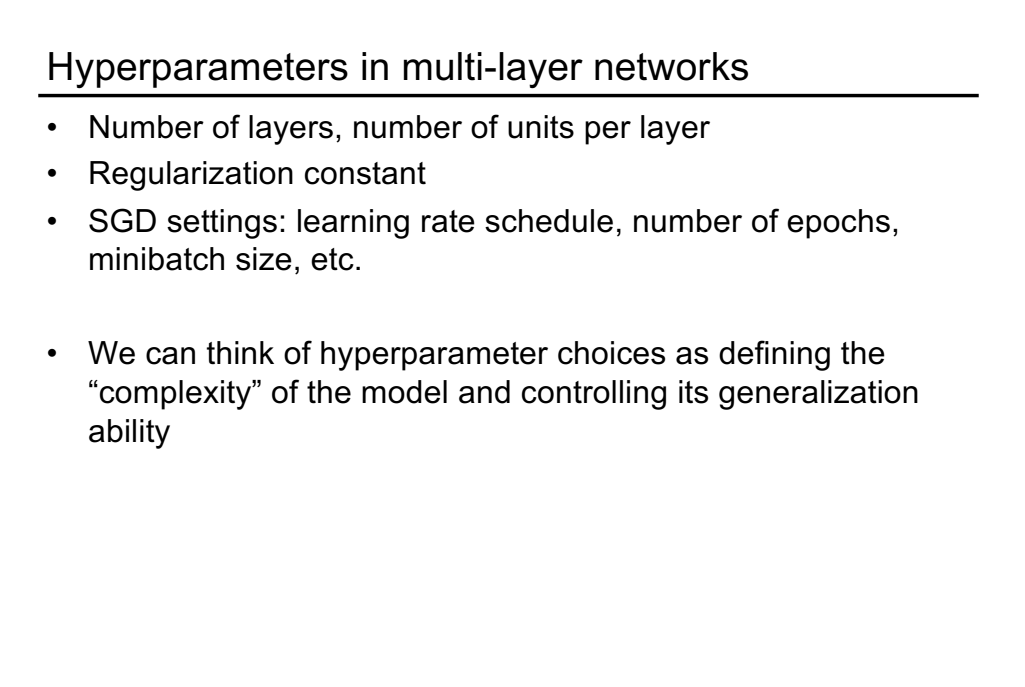 Hyperparameters in multi-layer networks
• Number of layers, number of units per layer
• Regularization constant
• SGD settings: learning rate schedule, number of epochs,
minibatch size, etc.
• We can think of hyperparameter choices as defining the
“complexity” of the model and controlling its generalization
ability